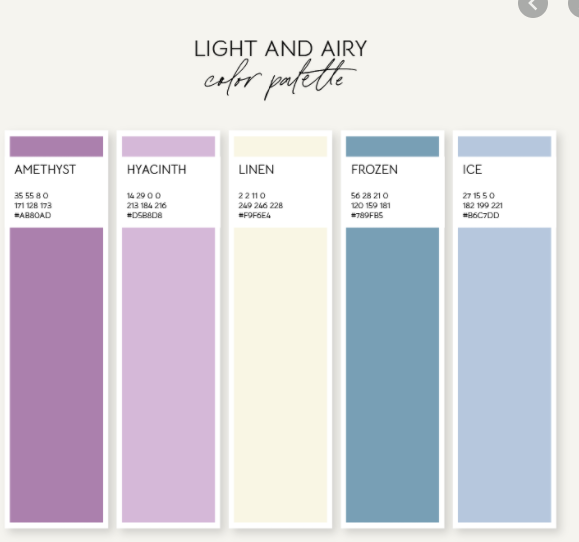 LIGHT AND AIRY
color palette
AMETHYST
35 55 8 0
171 128 173
#AB80AD
HYACINTH
14 29 0 0
213 184 216
#D5B8D8
LINEN
2 2 11 0
249 246 228
#F9F6E4
FROZEN
56 28 21 0
120 159 181
#789FB5
ICE
27 15 5 0
182 199 221
#B6C7DD